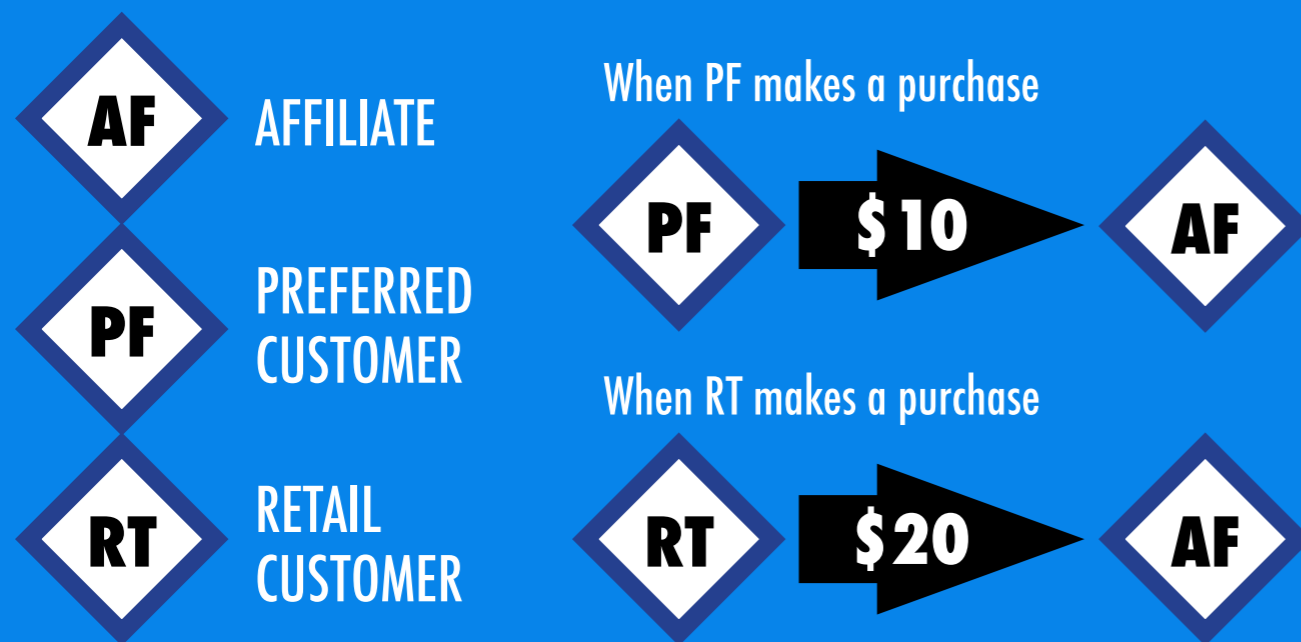 AF
AFFILIATE
PF
PREFERRED
CUSTOMER
RT
RETAIL
CUSTOMER
When PF makes a purchase
PF $10 AF
When RT makes a purchase
RT $20 AF